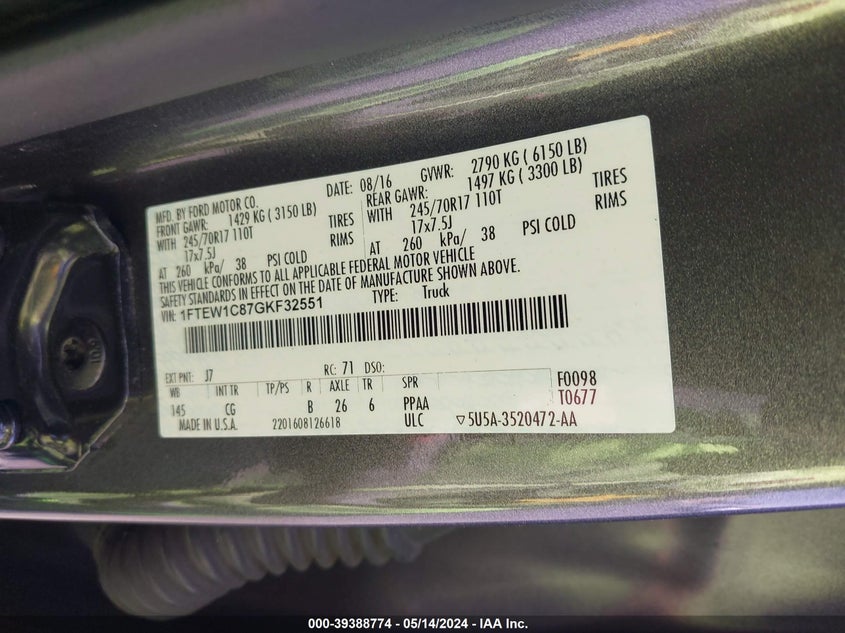 MFD. BY FORD MOTOR CO. DATE: 08/16 GVWR: 2790 KG ( 6150 LB)
FRONT GAWR: 1429 KG ( 3150 LB) REAR GAWR: 1497 KG ( 3300 LB)
WITH 245/70R17 110T TIRES WITH 245/70R17 110T TIRES
17x7.5J RIMS 17x7.5J RIMS
AT 260 kPa/ 38 PSI COLD AT 260 kPa/ 38 PSI COLD
THIS VEHICLE CONFORMS TO ALL APPLICABLE FEDERAL MOTOR VEHICLE
SAFETY STANDARDS IN EFFECT ON THE DATE OF MANUFACTURE SHOWN ABOVE.
VIN: 1FTEW1C87GKF32551 TYPE: Truck
EXT PNT: J7 RC: 71 DSO:
WB INT TR TP/PS R AXLE TR SPR F0098
145 CG B 26 6 PPAA T0677
MADE IN U.S.A. 2201608126618 ULC ▽5U5A-3520472-AA
000-39388774 — 05/14/2024 — IAA Inc.